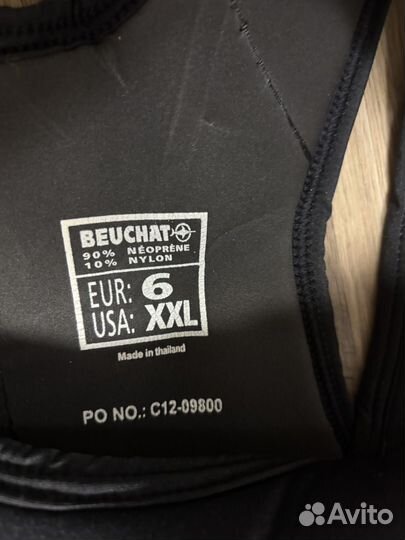 BEUCHAT
90% NÉOPRÈNE
10% NYLON
EUR: 6
USA: XXL
Made in thailand
PO NO.: C12-09800
Avito